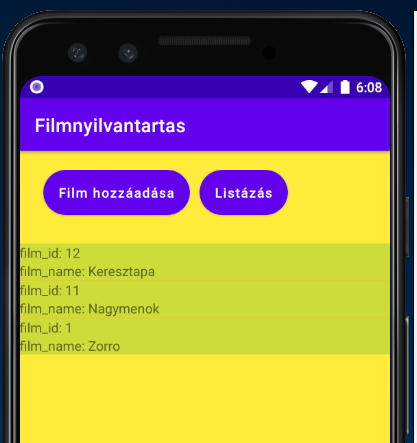 6:08
Filmnyilvantartas
Film hozzáadása
Listázás
film_id: 12
film_name: Keresztapa
film_id: 11
film_name: Nagymenok
film_id: 1
film_name: Zorro